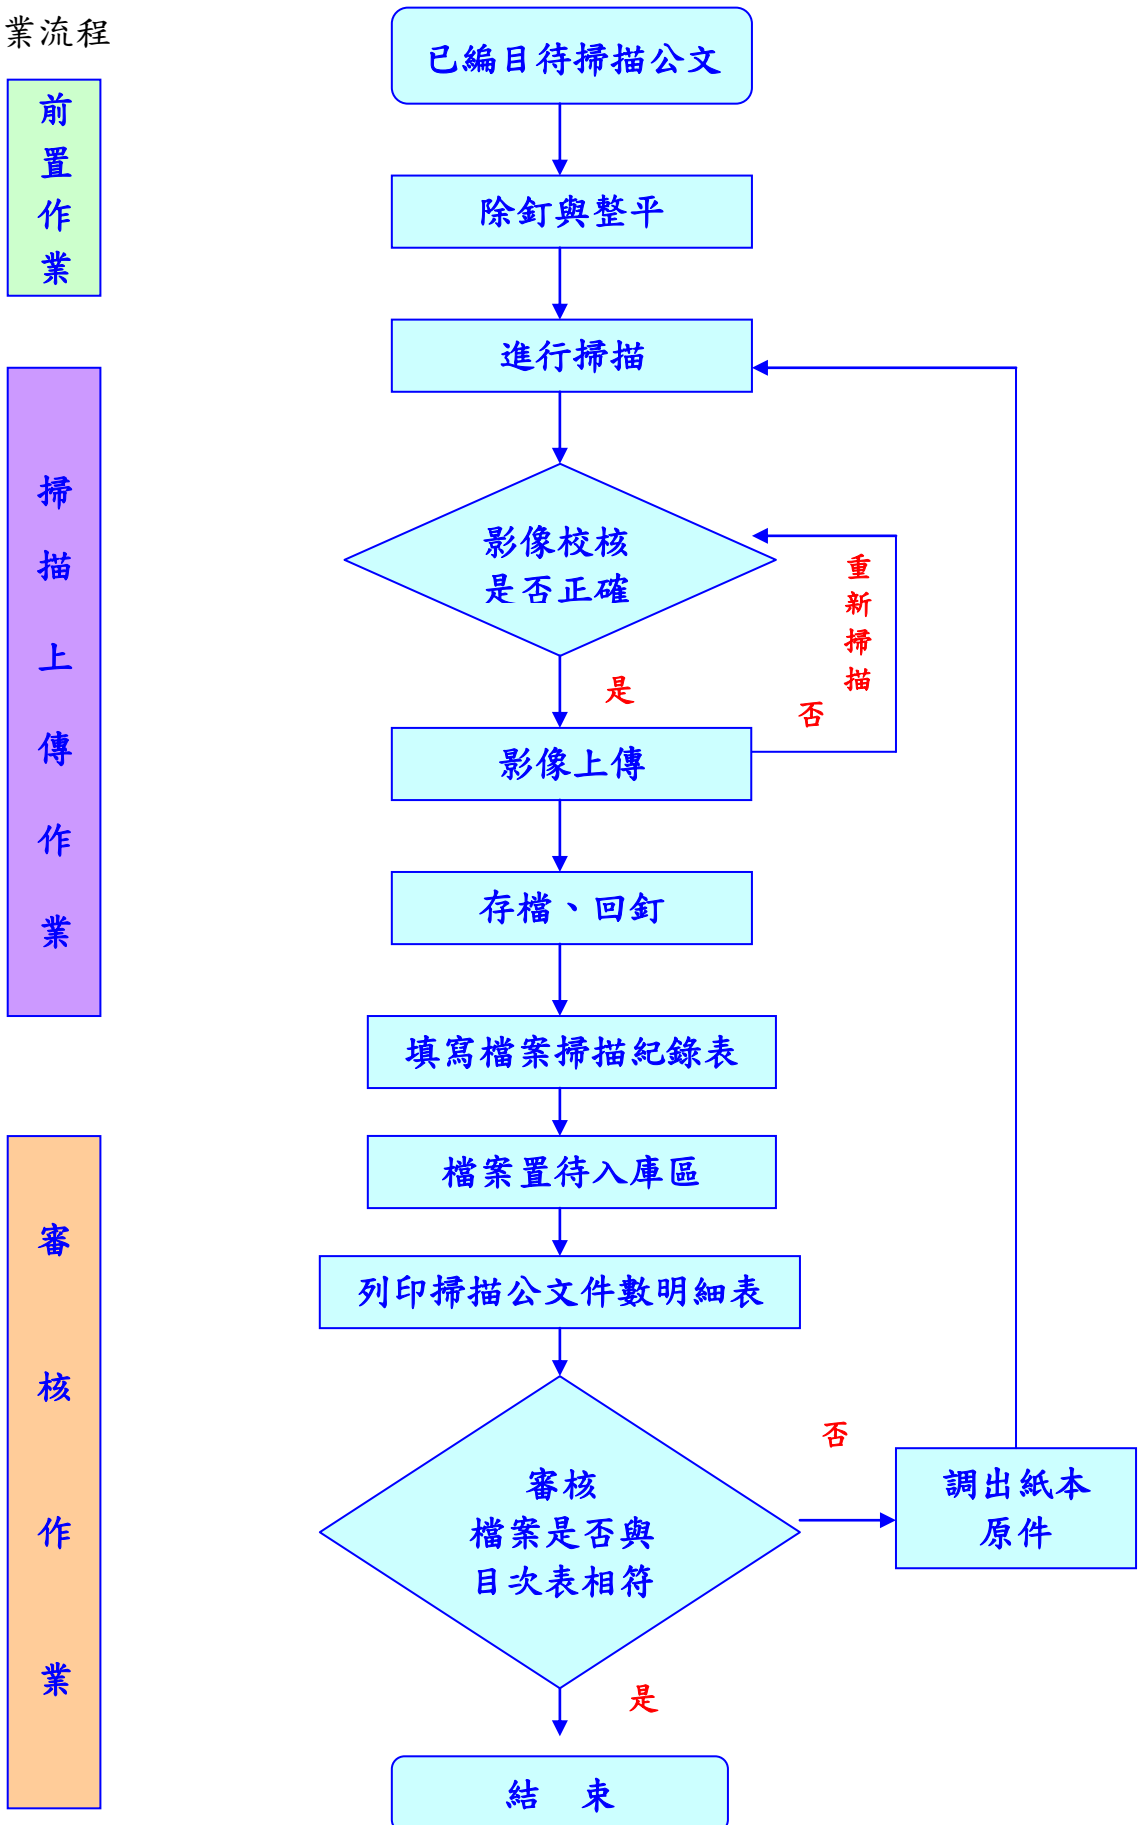 業流程
前置作業
已編目待掃描公文
除釘與整平
進行掃描
掃描上傳作業
影像校核
是否正確
重新掃描
是
否
影像上傳
存檔、回釘
填寫檔案掃描紀錄表
審核作業
檔案置待入庫區
列印掃描公文件數明細表
審核
檔案是否與
目次表相符
否
調出紙本
原件
是
結 束